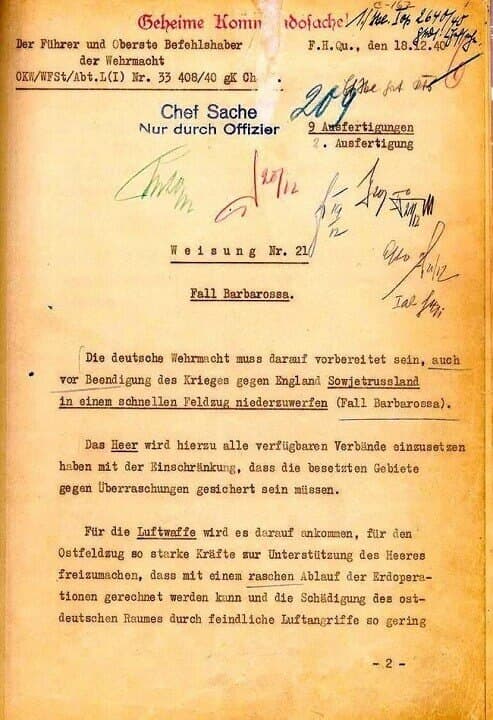 Geheime Kommandosache!
Der Führer und Oberste Befehlshaber
der Wehrmacht
F.H.Qu., den 18.12.40
OKW/WFSt/Abt.L(I) Nr. 33 408/40 gK Ch
Chef Sache
Nur durch Offizier
209
9 Ausfertigungen
2. Ausfertigung
20/12
Weisung Nr. 21
Fall Barbarossa.
Die deutsche Wehrmacht muss darauf vorbereitet sein, auch
vor Beendigung des Krieges gegen England Sowjetrussland
in einem schnellen Feldzug niederzuwerfen (Fall Barbarossa).
Das Heer wird hierzu alle verfügbaren Verbände einzusetzen
haben mit der Einschränkung, dass die besetzten Gebiete
gegen Überraschungen gesichert sein müssen.
Für die Luftwaffe wird es darauf ankommen, für den
Ostfeldzug so starke Kräfte zur Unterstützung des Heeres
freizumachen, dass mit einem raschen Ablauf der Erdopera-
tionen gerechnet werden kann und die Schädigung des ost-
deutschen Raumes durch feindliche Luftangriffe so gering
- 2 -